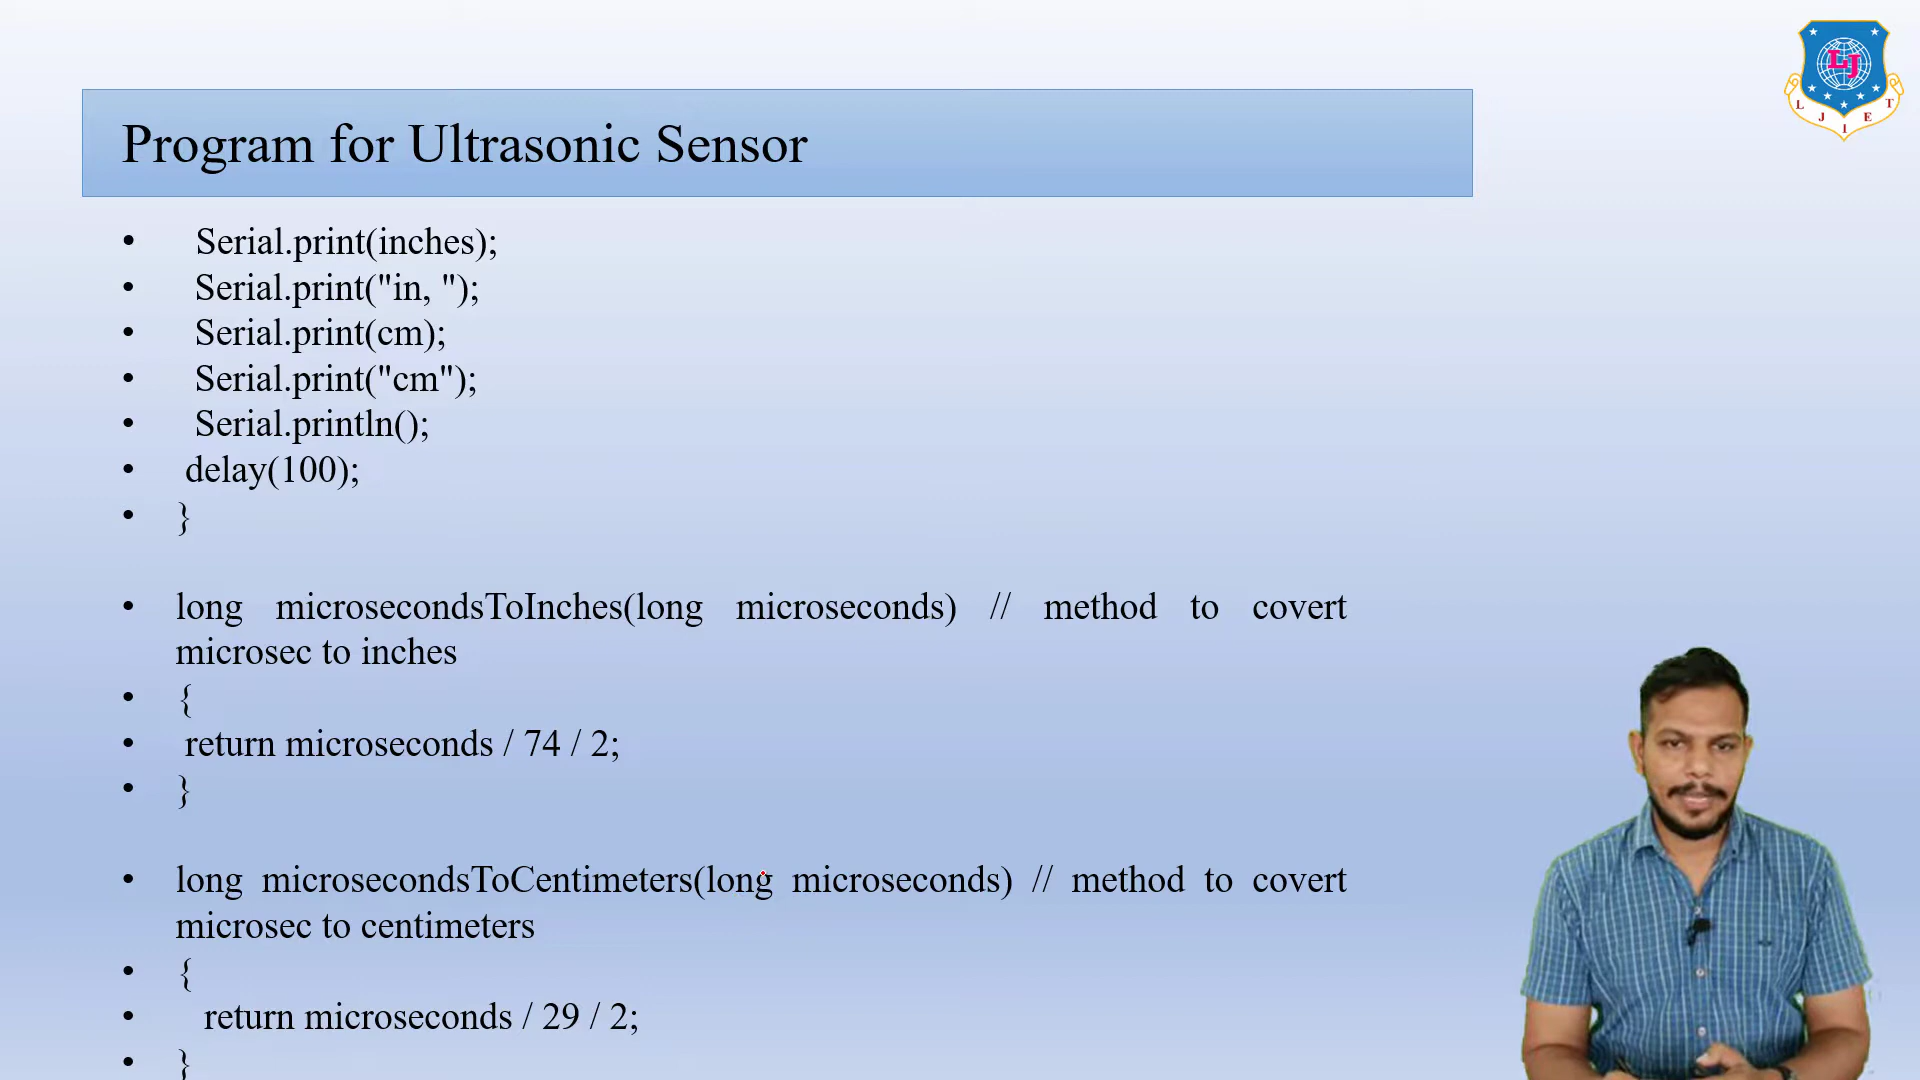 Program for Ultrasonic Sensor
LJ
L J I E T
• Serial.print(inches);
• Serial.print("in, ");
• Serial.print(cm);
• Serial.print("cm");
• Serial.println();
• delay(100);
• }
• long microsecondsToInches(long microseconds) // method to covert
microsec to inches
• {
• return microseconds / 74 / 2;
• }
• long microsecondsToCentimeters(long microseconds) // method to covert
microsec to centimeters
• {
• return microseconds / 29 / 2;
• }